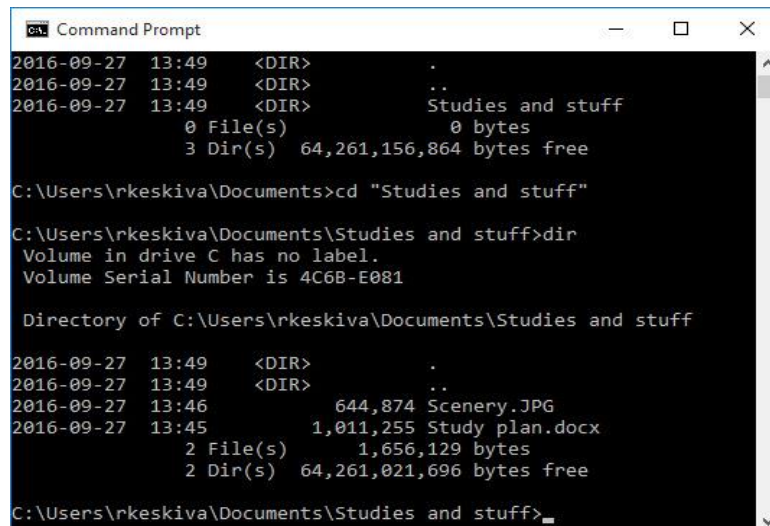 Command Prompt
2016-09-27  13:49    <DIR>          .
2016-09-27  13:49    <DIR>          ..
2016-09-27  13:49    <DIR>          Studies and stuff
               0 File(s)              0 bytes
               3 Dir(s)  64,261,156,864 bytes free
C:\Users\rkeskiva\Documents>cd "Studies and stuff"
C:\Users\rkeskiva\Documents\Studies and stuff>dir
 Volume in drive C has no label.
 Volume Serial Number is 4C6B-E081
 Directory of C:\Users\rkeskiva\Documents\Studies and stuff
2016-09-27  13:49    <DIR>          .
2016-09-27  13:49    <DIR>          ..
2016-09-27  13:46           644,874 Scenery.JPG
2016-09-27  13:45         1,011,255 Study plan.docx
               2 File(s)      1,656,129 bytes
               2 Dir(s)  64,261,021,696 bytes free
C:\Users\rkeskiva\Documents\Studies and stuff>_